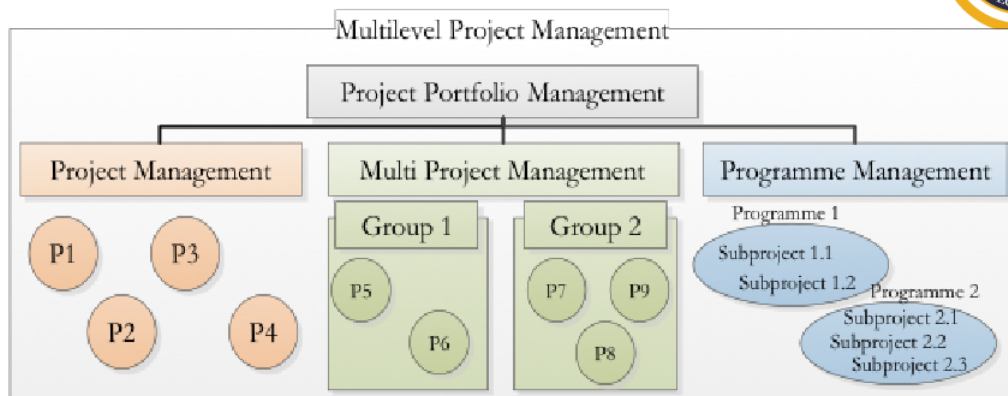 Multilevel Project Management
Project Portfolio Management
Project Management
Multi Project Management
Programme Management
P1
P3
P2
P4
Group 1
P5
P6
Group 2
P7
P9
P8
Programme 1
Subproject 1.1
Subproject 1.2
Programme 2
Subproject 2.1
Subproject 2.2
Subproject 2.3